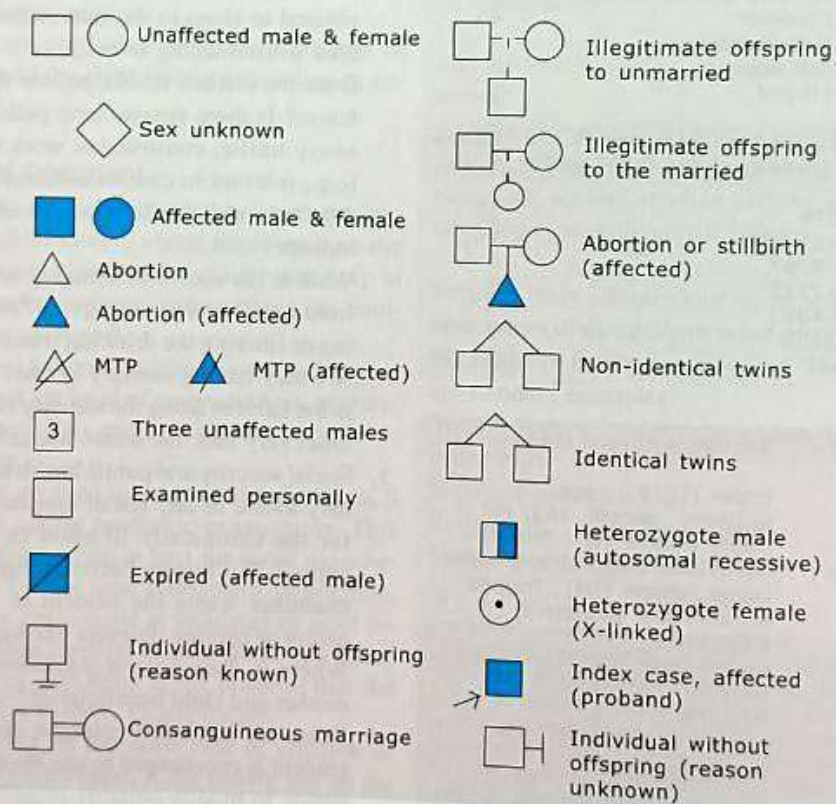 Unaffected male & female
Sex unknown
Affected male & female
Abortion
Abortion (affected)
MTP
MTP (affected)
3
Three unaffected males
Examined personally
Expired (affected male)
Individual without offspring
(reason known)
Consanguineous marriage
Illegitimate offspring
to unmarried
Illegitimate offspring
to the married
Abortion or stillbirth
(affected)
Non-identical twins
Identical twins
Heterozygote male
(autosomal recessive)
Heterozygote female
(X-linked)
Index case, affected
(proband)
Individual without
offspring (reason
unknown)